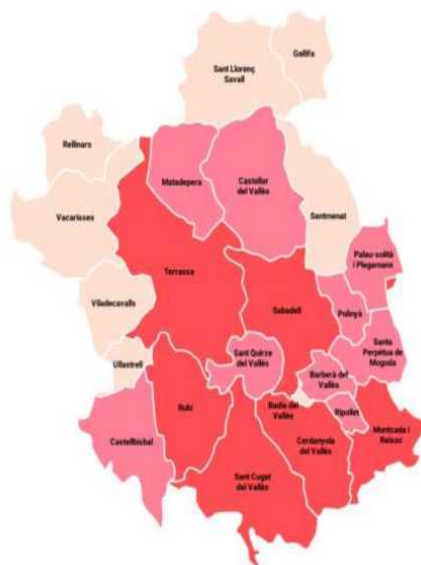 Gallifa
Sant Llorenç
Savall
Rellinars
Matadepera
Castellar
del Vallès
Sentmenat
Vacarisses
Palau-solità
i Plegamans
Terrassa
Viladecavalls
Sabadell
Polinyà
Santa
Perpètua de
Mogoda
Sant Quirze
del Vallès
Ullastrell
Barberà del
Vallès
Rubí
Badia del
Vallès
Ripollet
Montcada i
Reixac
Castellbisbal
Cerdanyola
del Vallès
Sant Cugat
del Vallès